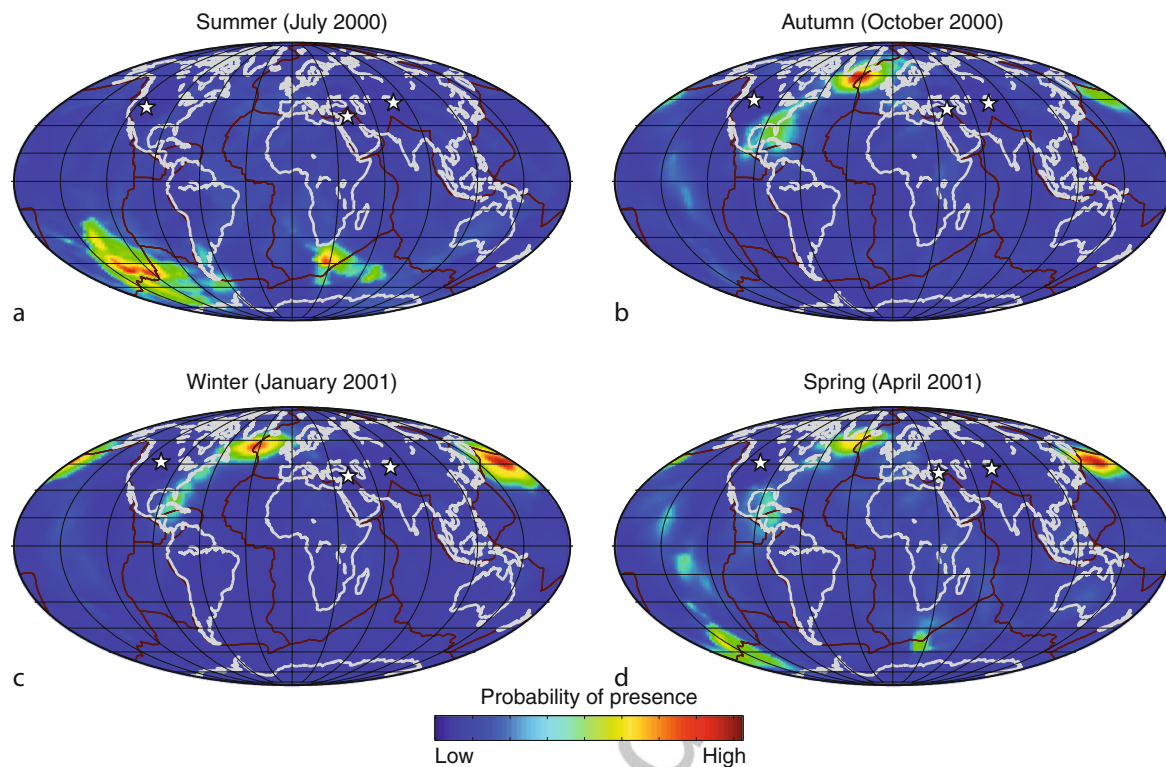 Summer (July 2000)
Autumn (October 2000)
a
b
Winter (January 2001)
Spring (April 2001)
c
d
Probability of presence
Low
High